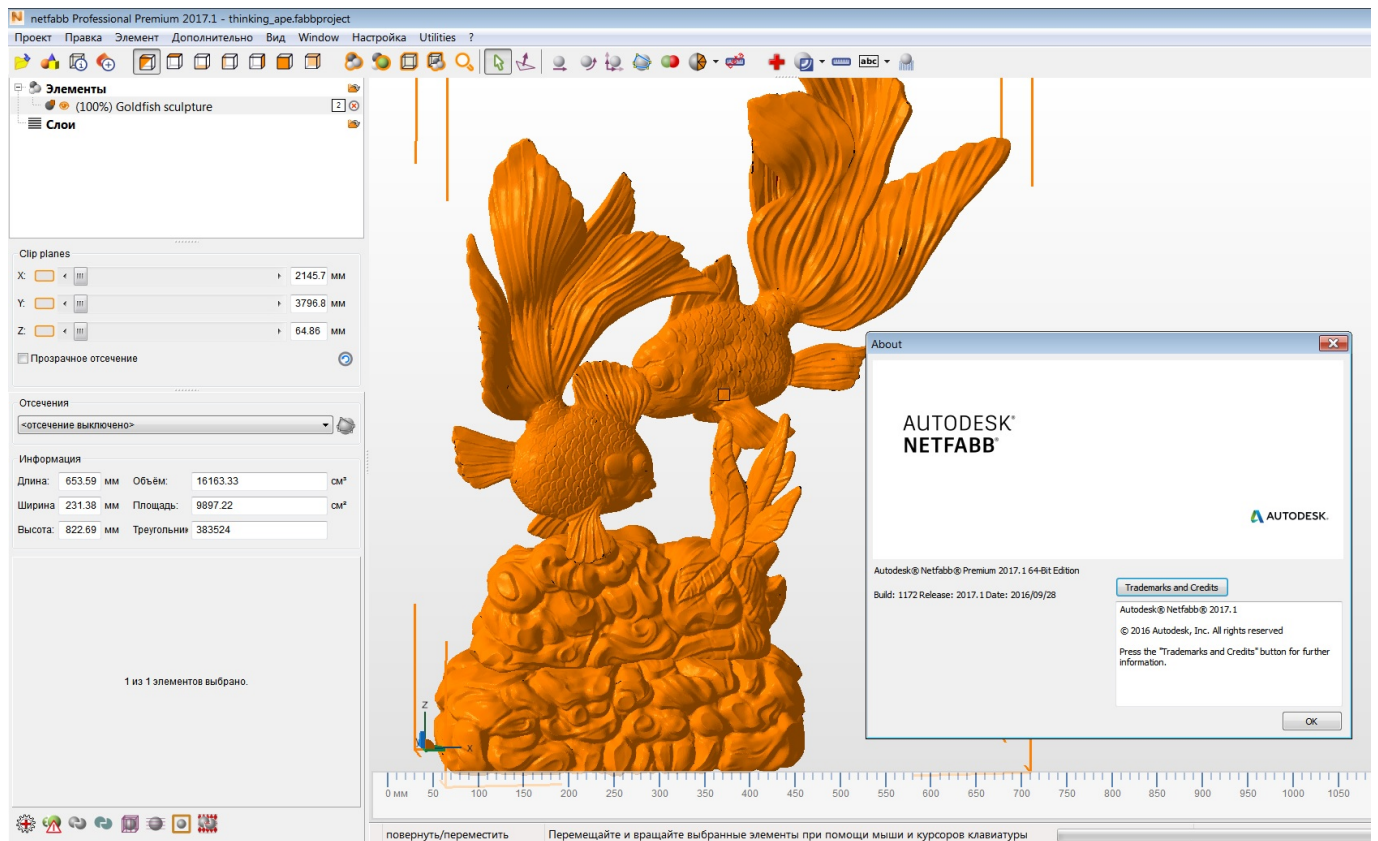 netfabb Professional Premium 2017.1 - thinking_ape.fabbproject
Проект Правка Элемент Дополнительно Вид Window Настройка Utilities ?
abc
Элементы
(100%) Goldfish sculpture 2
Слои
Clip planes
X: 2145.7 мм
Y: 3796.8 мм
Z: 64.86 мм
Прозрачное отсечение
Отсечения
<отсечение выключено>
Информация
Длина: 653.59 мм Объём: 16163.33 см³
Ширина 231.38 мм Площадь: 9897.22 см²
Высота: 822.69 мм Треугольник 383524
1 из 1 элементов выбрано.
Z
X
About
AUTODESK®
NETFABB®
AUTODESK.
Autodesk® Netfabb® Premium 2017.1 64-Bit Edition
Build: 1172 Release: 2017.1 Date: 2016/09/28
Trademarks and Credits
Autodesk® Netfabb® 2017.1
© 2016 Autodesk, Inc. All rights reserved
Press the "Trademarks and Credits" button for further
information.
OK
0 мм 50 100 150 200 250 300 350 400 450 500 550 600 650 700 750 800 850 900 950 1000 1050
повернуть/переместить Перемещайте и вращайте выбранные элементы при помощи мыши и курсоров клавиатуры